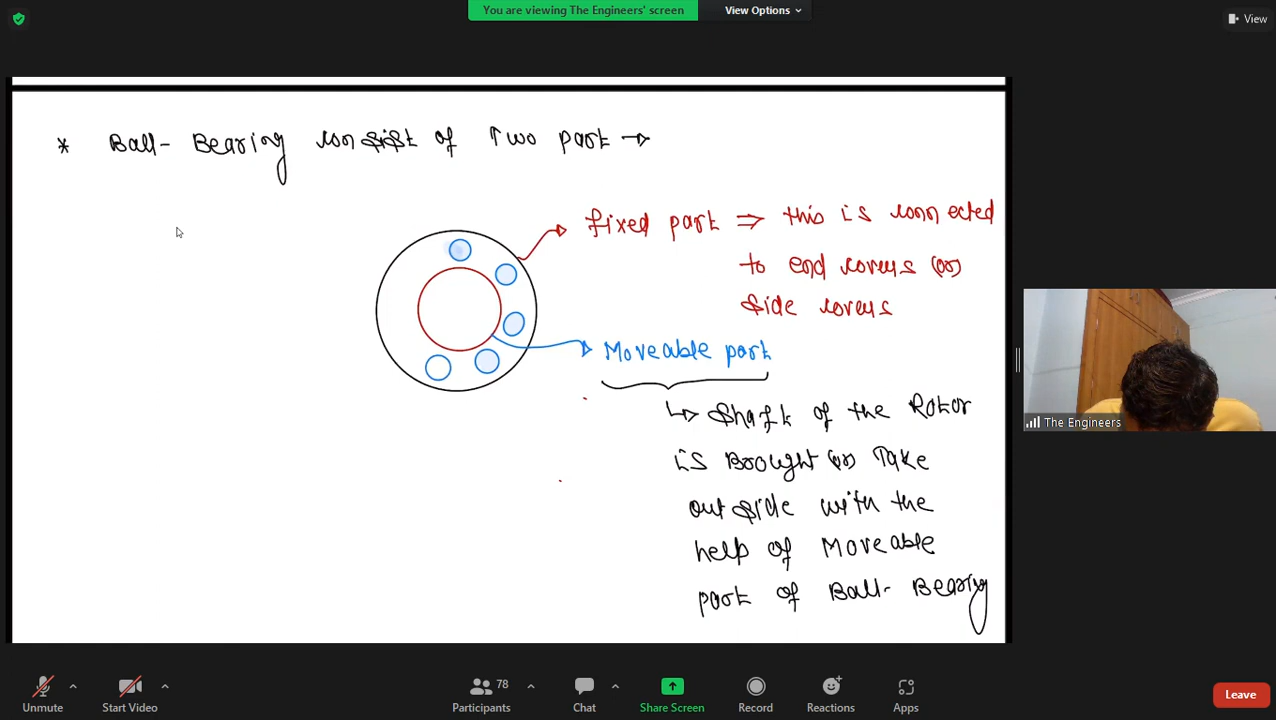 You are viewing The Engineers' screen
View Options
View
* Ball-Bearing consist of Two part →
fixed part ⇒ this is connected
to end covers (or)
side covers
Moveable part
↳ Shaft of the Rotor
is Brought (or) Take
out side with the
help of Moveable
part of Ball-Bearing
The Engineers
Unmute
Start Video
Participants
78
Chat
Share Screen
Record
Reactions
Apps
Leave